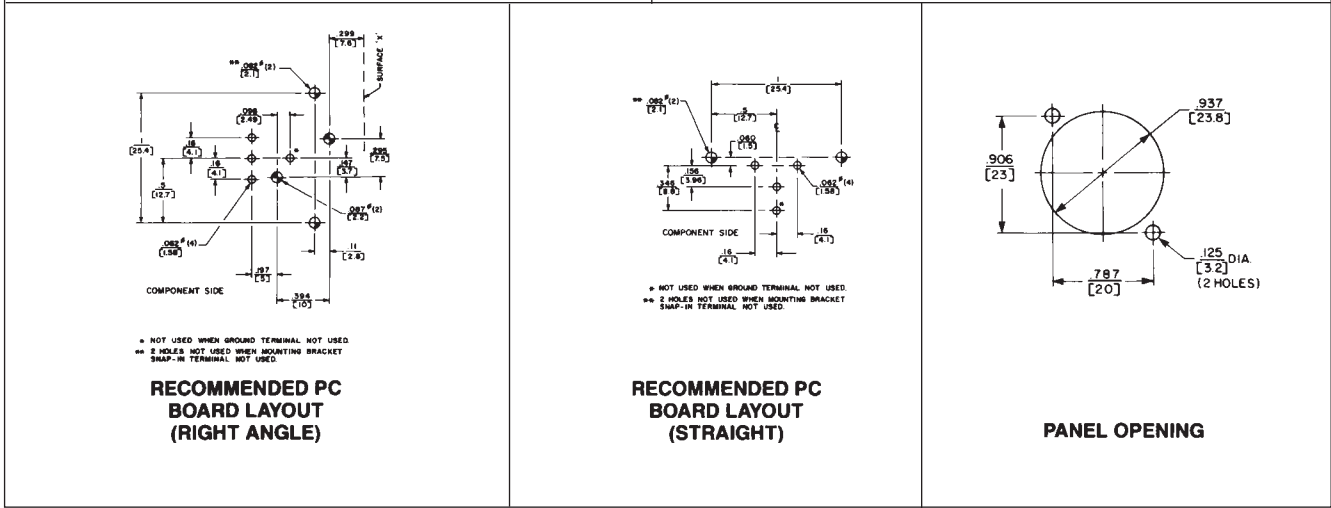 .299
[7.6]
SURFACE 'X'
** .082ø(2)
[2.1]
.098
[2.49]
1
[25.4]
.16
[4.1]
.16
[4.1]
.5
[12.7]
.147
[3.7]
.295
[7.5]
.087ø(2)
[2.2]
.062ø(4)
[1.58]
.11
[2.8]
.197
[5]
.394
[10]
COMPONENT SIDE
* NOT USED WHEN GROUND TERMINAL NOT USED.
** 2 HOLES NOT USED WHEN MOUNTING BRACKET
SNAP-IN TERMINAL NOT USED.
RECOMMENDED PC
BOARD LAYOUT
(RIGHT ANGLE)
1
[25.4]
** .082ø(2)
[2.1]
.5
[12.7]
℄
.060
[1.5]
.156
[3.96]
.346
[8.8]
.062ø(4)
[1.58]
*
COMPONENT SIDE
.16
[4.1]
.16
[4.1]
* NOT USED WHEN GROUND TERMINAL NOT USED.
** 2 HOLES NOT USED WHEN MOUNTING BRACKET
SNAP-IN TERMINAL NOT USED.
RECOMMENDED PC
BOARD LAYOUT
(STRAIGHT)
.937
[23.8]
.906
[23]
.125 DIA.
[3.2]
(2 HOLES)
.787
[20]
PANEL OPENING